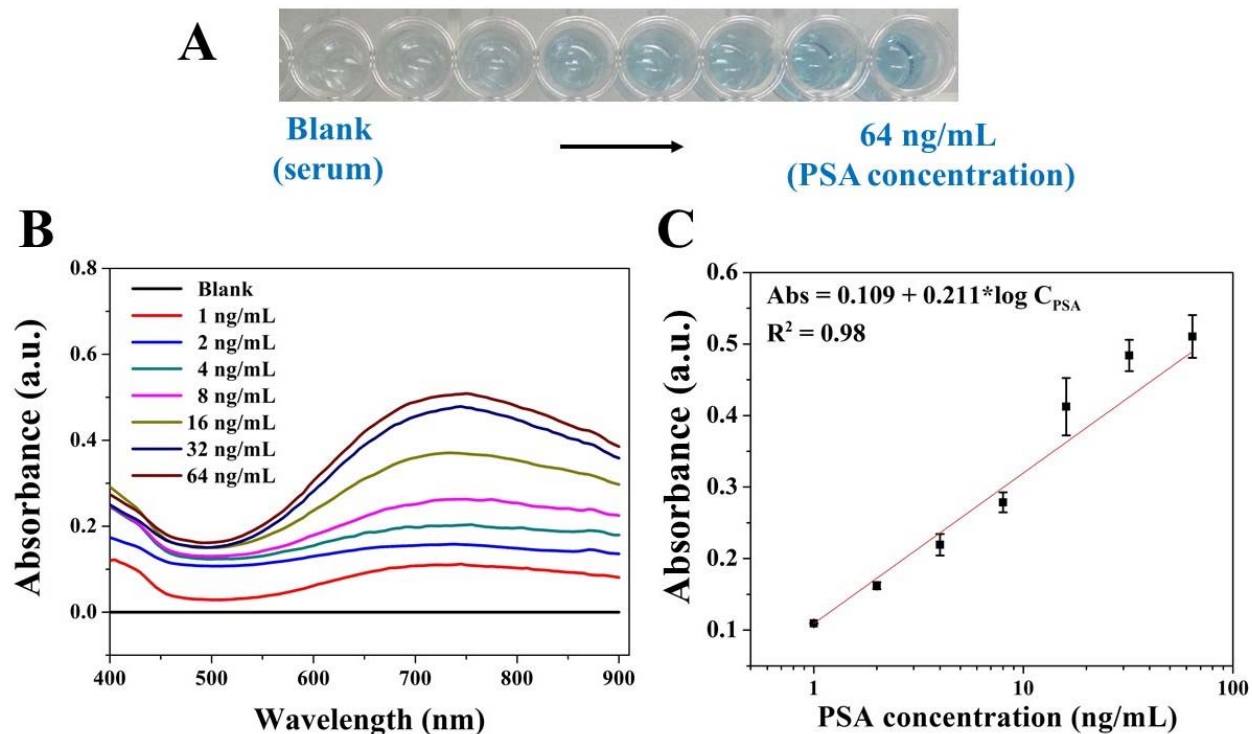 A
Blank
(serum)
64 ng/mL
(PSA concentration)
B
Absorbance (a.u.)
0.8
0.6
0.4
0.2
0.0
Blank
1 ng/mL
2 ng/mL
4 ng/mL
8 ng/mL
16 ng/mL
32 ng/mL
64 ng/mL
400
500
600
700
800
900
Wavelength (nm)
C
Absorbance (a.u.)
0.6
0.5
0.4
0.3
0.2
0.1
Abs = 0.109 + 0.211*log C_PSA
R² = 0.98
1
10
100
PSA concentration (ng/mL)